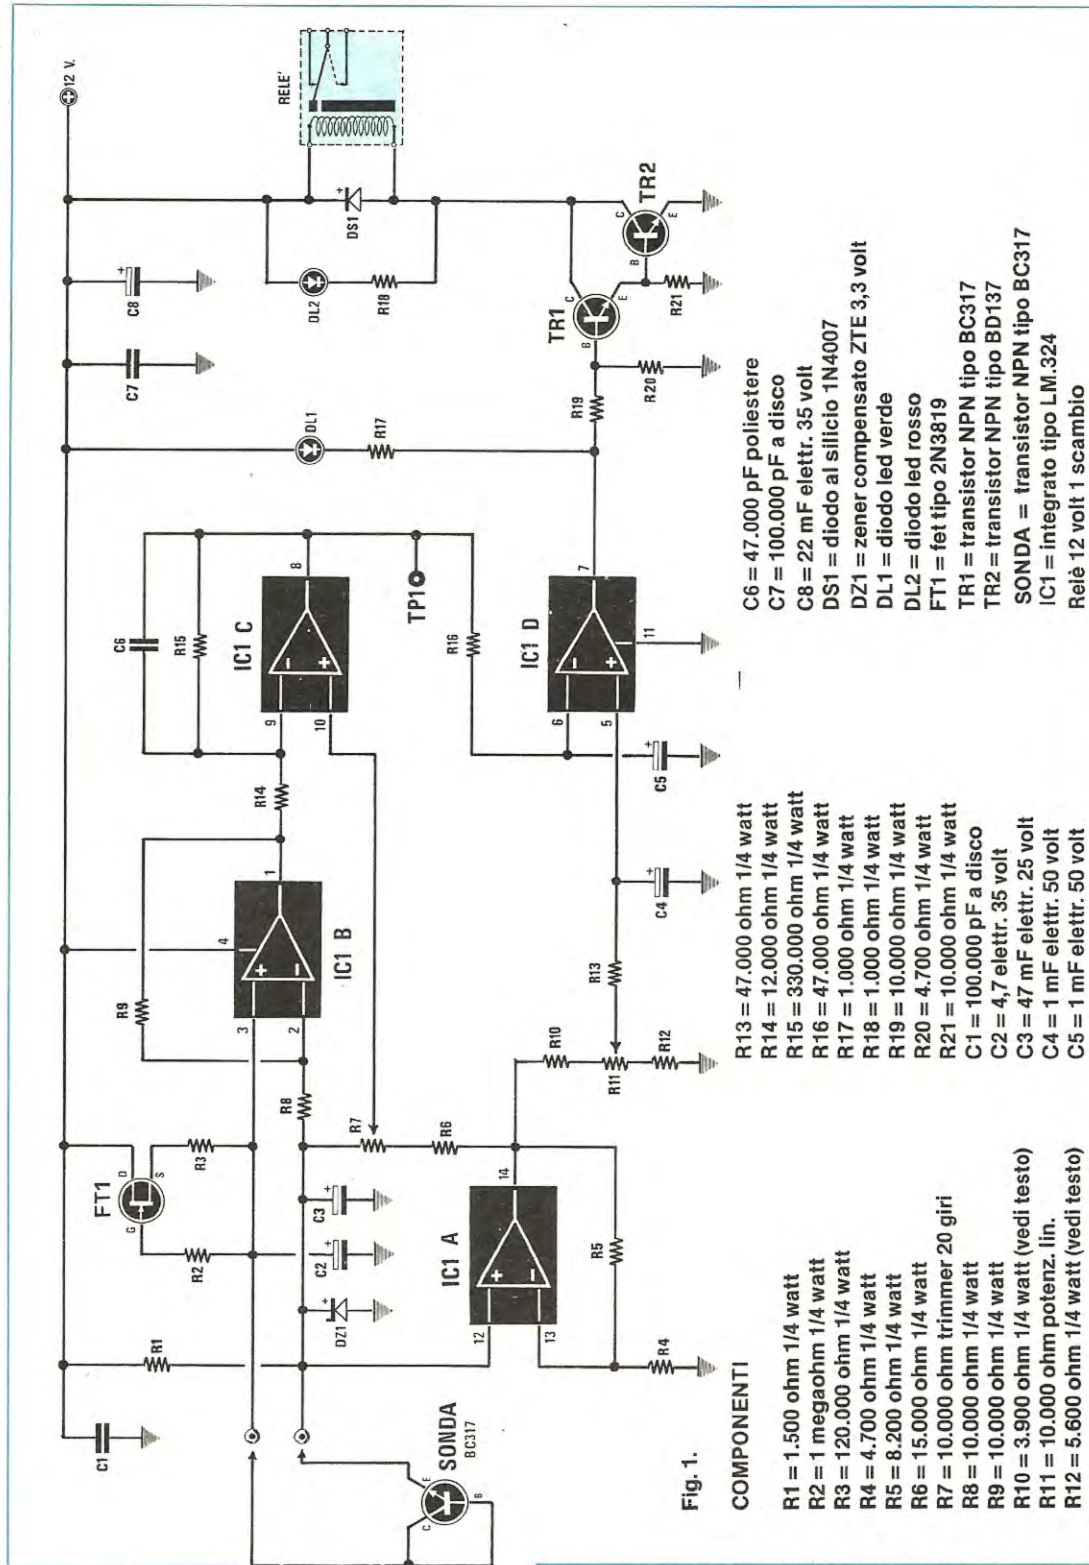 12 V.
C1
R1
FT1
G
D
S
R2
R3
R9
4
3
2
1
IC1 B
R8
R14
C6
R15
9
10
8
IC1 C
TP1
R16
DL1
R17
C7
C8
DL2
R18
DS1
RELE'
SONDA
BC317
C
B
E
DZ1
C2
C3
R7
R6
12
13
14
IC1 A
R5
R4
R10
R11
R12
R13
C4
C5
6
5
7
11
IC1 D
R19
R20
TR1
B
C
E
R21
TR2
B
C
E
Fig. 1.
COMPONENTI
R1 = 1.500 ohm 1/4 watt
R2 = 1 megaohm 1/4 watt
R3 = 120.000 ohm 1/4 watt
R4 = 4.700 ohm 1/4 watt
R5 = 8.200 ohm 1/4 watt
R6 = 15.000 ohm 1/4 watt
R7 = 10.000 ohm trimmer 20 giri
R8 = 10.000 ohm 1/4 watt
R9 = 10.000 ohm 1/4 watt
R10 = 3.900 ohm 1/4 watt (vedi testo)
R11 = 10.000 ohm potenz. lin.
R12 = 5.600 ohm 1/4 watt (vedi testo)
R13 = 47.000 ohm 1/4 watt
R14 = 12.000 ohm 1/4 watt
R15 = 330.000 ohm 1/4 watt
R16 = 47.000 ohm 1/4 watt
R17 = 1.000 ohm 1/4 watt
R18 = 1.000 ohm 1/4 watt
R19 = 10.000 ohm 1/4 watt
R20 = 4.700 ohm 1/4 watt
R21 = 10.000 ohm 1/4 watt
C1 = 100.000 pF a disco
C2 = 4,7 elettr. 35 volt
C3 = 47 mF elettr. 25 volt
C4 = 1 mF elettr. 50 volt
C5 = 1 mF elettr. 50 volt
C6 = 47.000 pF poliestere
C7 = 100.000 pF a disco
C8 = 22 mF elettr. 35 volt
DS1 = diodo al silicio 1N4007
DZ1 = zener compensato ZTE 3,3 volt
DL1 = diodo led verde
DL2 = diodo led rosso
FT1 = fet tipo 2N3819
TR1 = transistor NPN tipo BC317
TR2 = transistor NPN tipo BD137
SONDA = transistor NPN tipo BC317
IC1 = integrato tipo LM.324
Relè 12 volt 1 scambio